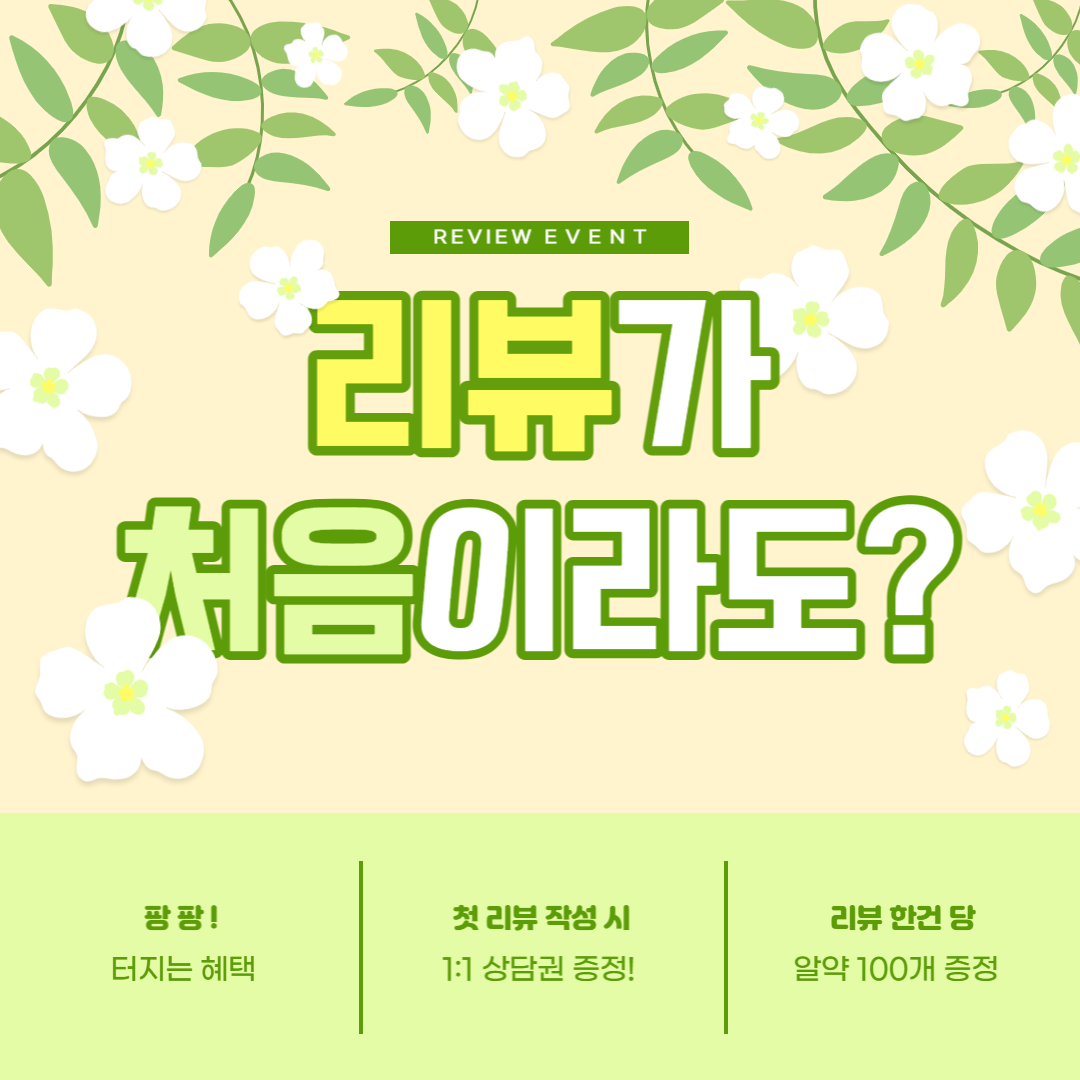 REVIEW EVENT
리뷰가
처음이라도?
팡 팡 !
터지는 혜택
첫 리뷰 작성 시
1:1 상담권 증정!
리뷰 한건 당
알약 100개 증정